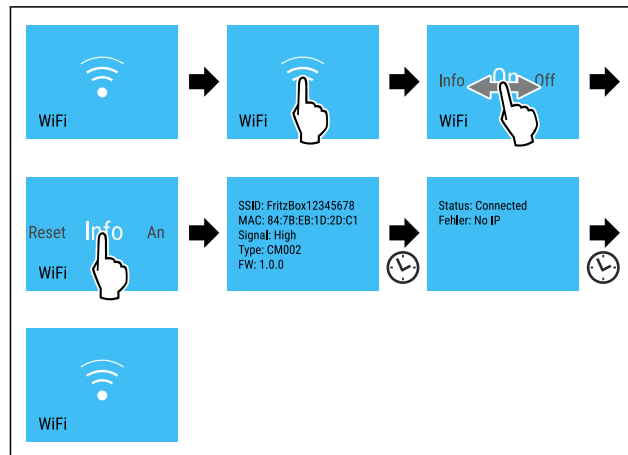 WiFi
WiFi
Info On Off
WiFi
Reset Info An
WiFi
SSID: FritzBox12345678
MAC: 84:7B:EB:1D:2D:C1
Signal: High
Type: CM002
FW: 1.0.0
Status: Connected
Fehler: No IP
WiFi